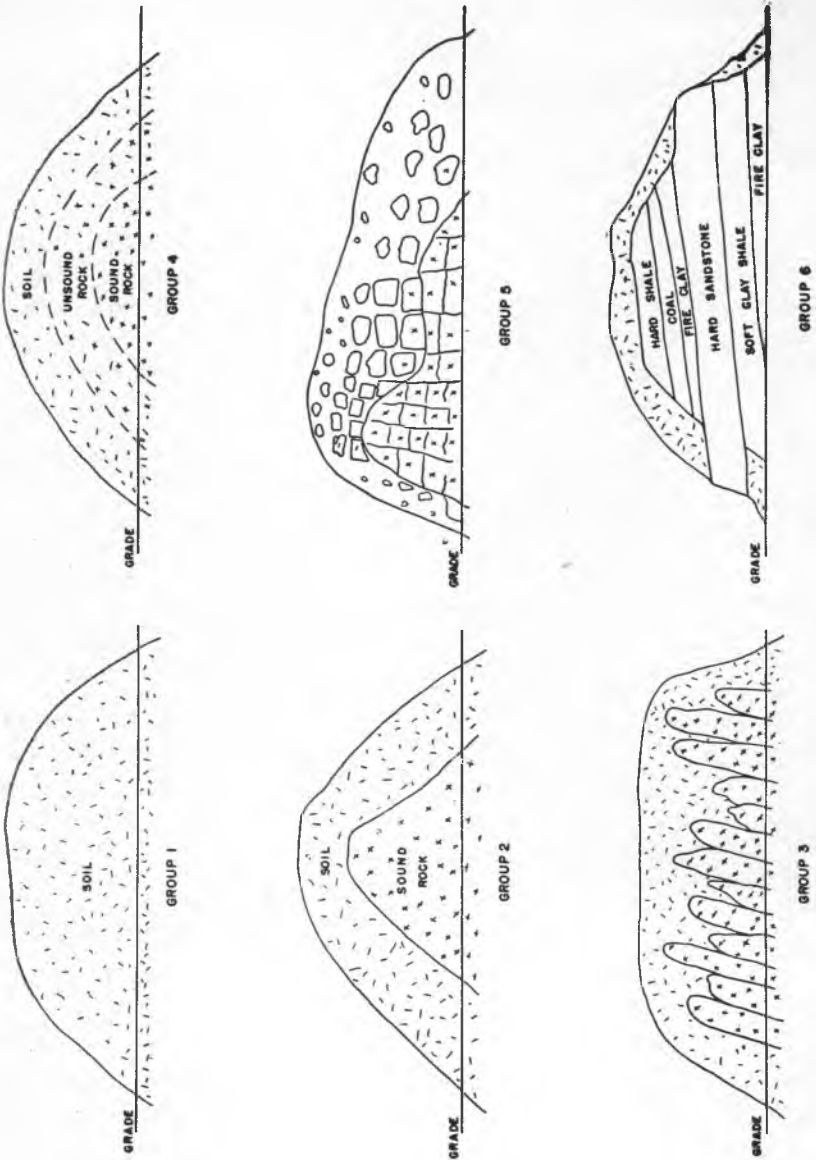 SOIL
GRADE
GROUP 1
SOIL
SOUND
ROCK
GRADE
GROUP 2
GRADE
GROUP 3
SOIL
UNSOUND
ROCK
SOUND
ROCK
GRADE
GROUP 4
GRADE
GROUP 5
HARD SHALE
COAL
FIRE CLAY
HARD SANDSTONE
SOFT CLAY SHALE
FIRE CLAY
GRADE
GROUP 6